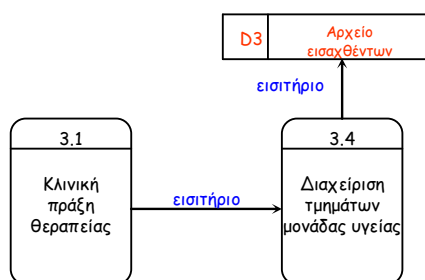 D3
Αρχείο
εισαχθέντων
εισιτήριο
3.1
Κλινική
πράξη
θεραπείας
εισιτήριο
3.4
Διαχείριση
τμημάτων
μονάδας υγείας